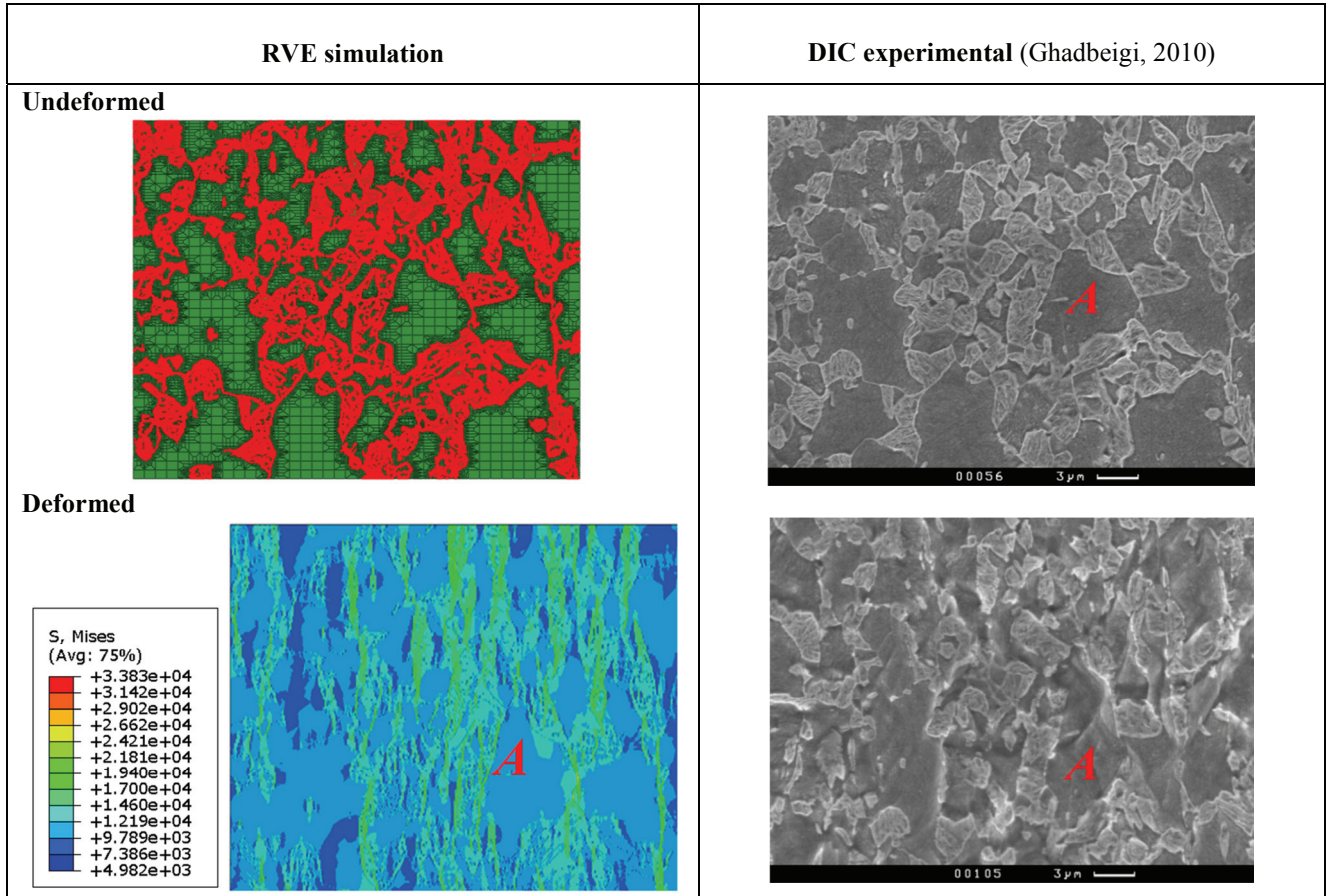 RVE simulation
DIC experimental (Ghadbeigi, 2010)
Undeformed
A
00056 3µm
Deformed
S, Mises
(Avg: 75%)
+3.383e+04
+3.142e+04
+2.902e+04
+2.662e+04
+2.421e+04
+2.181e+04
+1.940e+04
+1.700e+04
+1.460e+04
+1.219e+04
+9.789e+03
+7.386e+03
+4.982e+03
A
A
00105 3µm